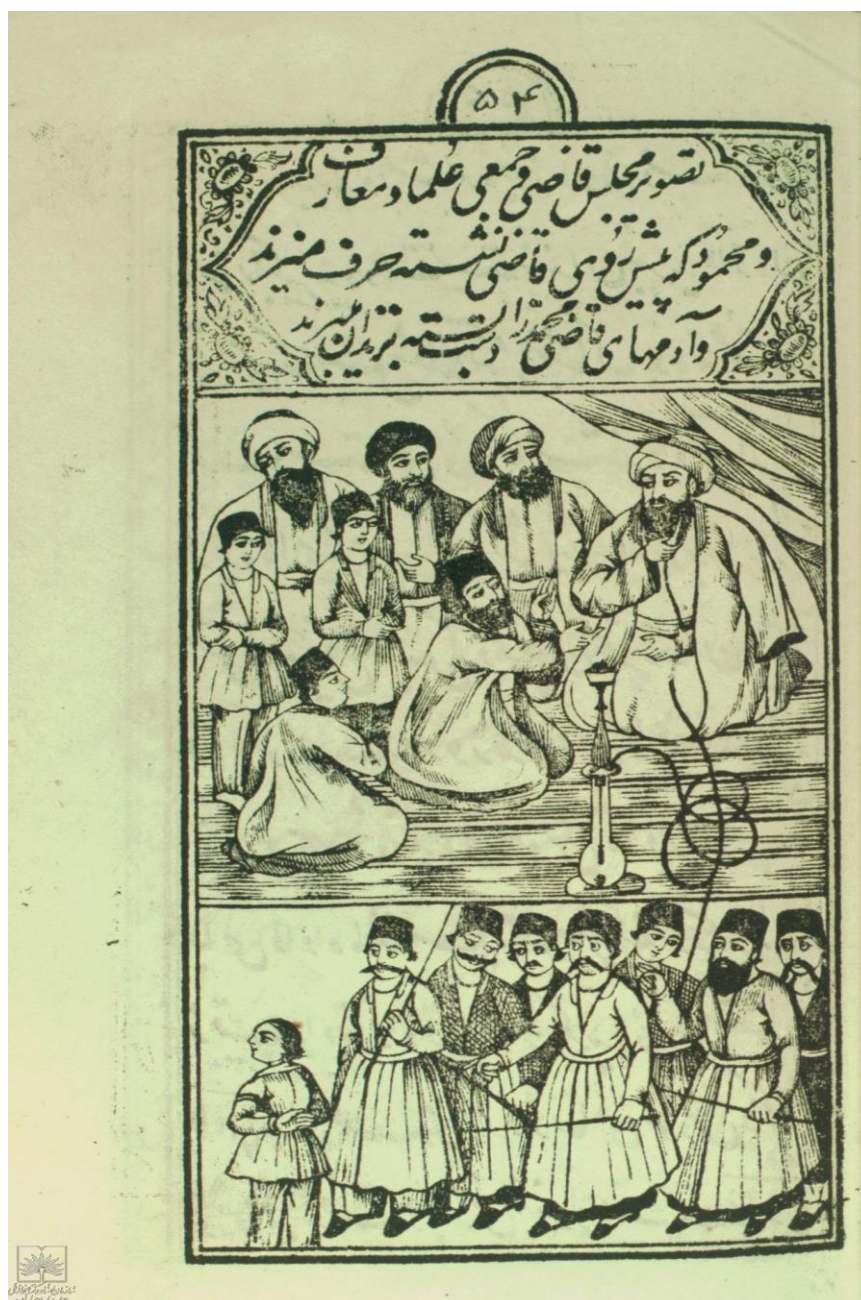 ۵۴
تصویر مجلس قاضی و جمعی علما و معارف
و محمود که پیش روی قاضی نشسته حرف میزند
و آدمهای قاضی محمود را دست بسته بزندان میبرند